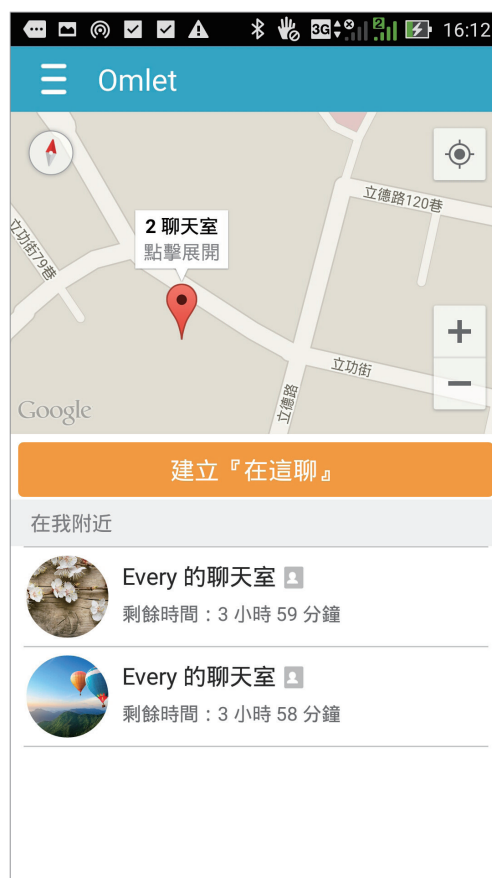 3G 2 16:12
Omlet
立德路120巷
2 聊天室
點擊展開
立功街79巷
+
立功街
−
立德路
Google
建立『在這聊』
在我附近
Every 的聊天室
剩餘時間：3 小時 59 分鐘
Every 的聊天室
剩餘時間：3 小時 58 分鐘